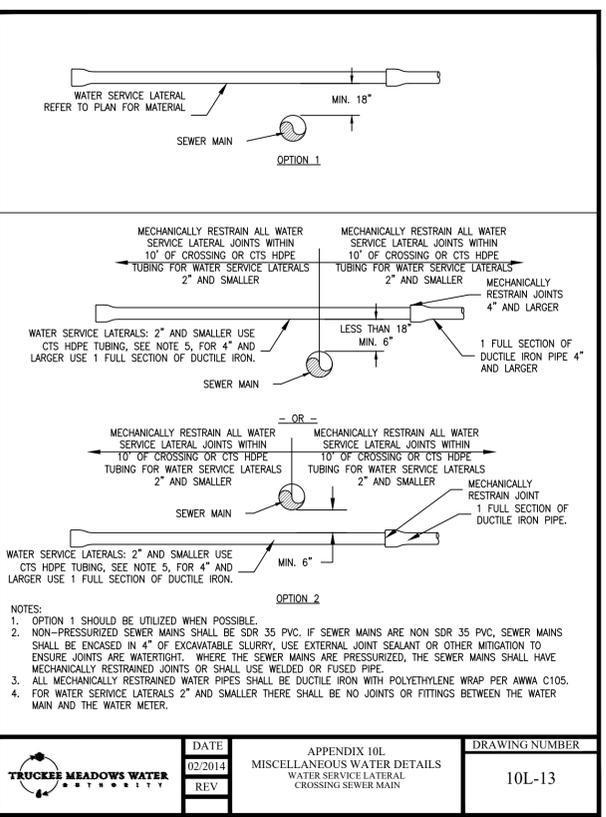 WATER SERVICE LATERAL
REFER TO PLAN FOR MATERIAL
MIN. 18"
SEWER MAIN
OPTION 1
MECHANICALLY RESTRAIN ALL WATER
SERVICE LATERAL JOINTS WITHIN
10' OF CROSSING OR CTS HDPE
TUBING FOR WATER SERVICE LATERALS
2" AND SMALLER
MECHANICALLY RESTRAIN ALL WATER
SERVICE LATERAL JOINTS WITHIN
10' OF CROSSING OR CTS HDPE
TUBING FOR WATER SERVICE LATERALS
2" AND SMALLER
MECHANICALLY
RESTRAIN JOINTS
4" AND LARGER
WATER SERVICE LATERALS: 2" AND SMALLER USE
CTS HDPE TUBING, SEE NOTE 5, FOR 4" AND
LARGER USE 1 FULL SECTION OF DUCTILE IRON.
LESS THAN 18"
MIN. 6"
1 FULL SECTION OF
DUCTILE IRON PIPE 4"
AND LARGER
SEWER MAIN
- OR -
MECHANICALLY RESTRAIN ALL WATER
SERVICE LATERAL JOINTS WITHIN
10' OF CROSSING OR CTS HDPE
TUBING FOR WATER SERVICE LATERALS
2" AND SMALLER
MECHANICALLY RESTRAIN ALL WATER
SERVICE LATERAL JOINTS WITHIN
10' OF CROSSING OR CTS HDPE
TUBING FOR WATER SERVICE LATERALS
2" AND SMALLER
MECHANICALLY
RESTRAIN JOINT
1 FULL SECTION OF
DUCTILE IRON PIPE.
SEWER MAIN
WATER SERVICE LATERALS: 2" AND SMALLER USE
CTS HDPE TUBING, SEE NOTE 5, FOR 4" AND
LARGER USE 1 FULL SECTION OF DUCTILE IRON.
MIN. 6"
OPTION 2
NOTES:
1. OPTION 1 SHOULD BE UTILIZED WHEN POSSIBLE.
2. NON-PRESSURIZED SEWER MAINS SHALL BE SDR 35 PVC. IF SEWER MAINS ARE NON SDR 35 PVC, SEWER MAINS
SHALL BE ENCASED IN 4" OF EXCAVATABLE SLURRY, USE EXTERNAL JOINT SEALANT OR OTHER MITIGATION TO
ENSURE JOINTS ARE WATERTIGHT. WHERE THE SEWER MAINS ARE PRESSURIZED, THE SEWER MAINS SHALL HAVE
MECHANICALLY RESTRAINED JOINTS OR SHALL USE WELDED OR FUSED PIPE.
3. ALL MECHANICALLY RESTRAINED WATER PIPES SHALL BE DUCTILE IRON WITH POLYETHYLENE WRAP PER AWWA C105.
4. FOR WATER SERIVICE LATERALS 2" AND SMALLER THERE SHALL BE NO JOINTS OR FITTINGS BETWEEN THE WATER
MAIN AND THE WATER METER.
TRUCKEE MEADOWS WATER
AUTHORITY
DATE
02/2014
REV
APPENDIX 10L
MISCELLANEOUS WATER DETAILS
WATER SERVICE LATERAL
CROSSING SEWER MAIN
DRAWING NUMBER
10L-13